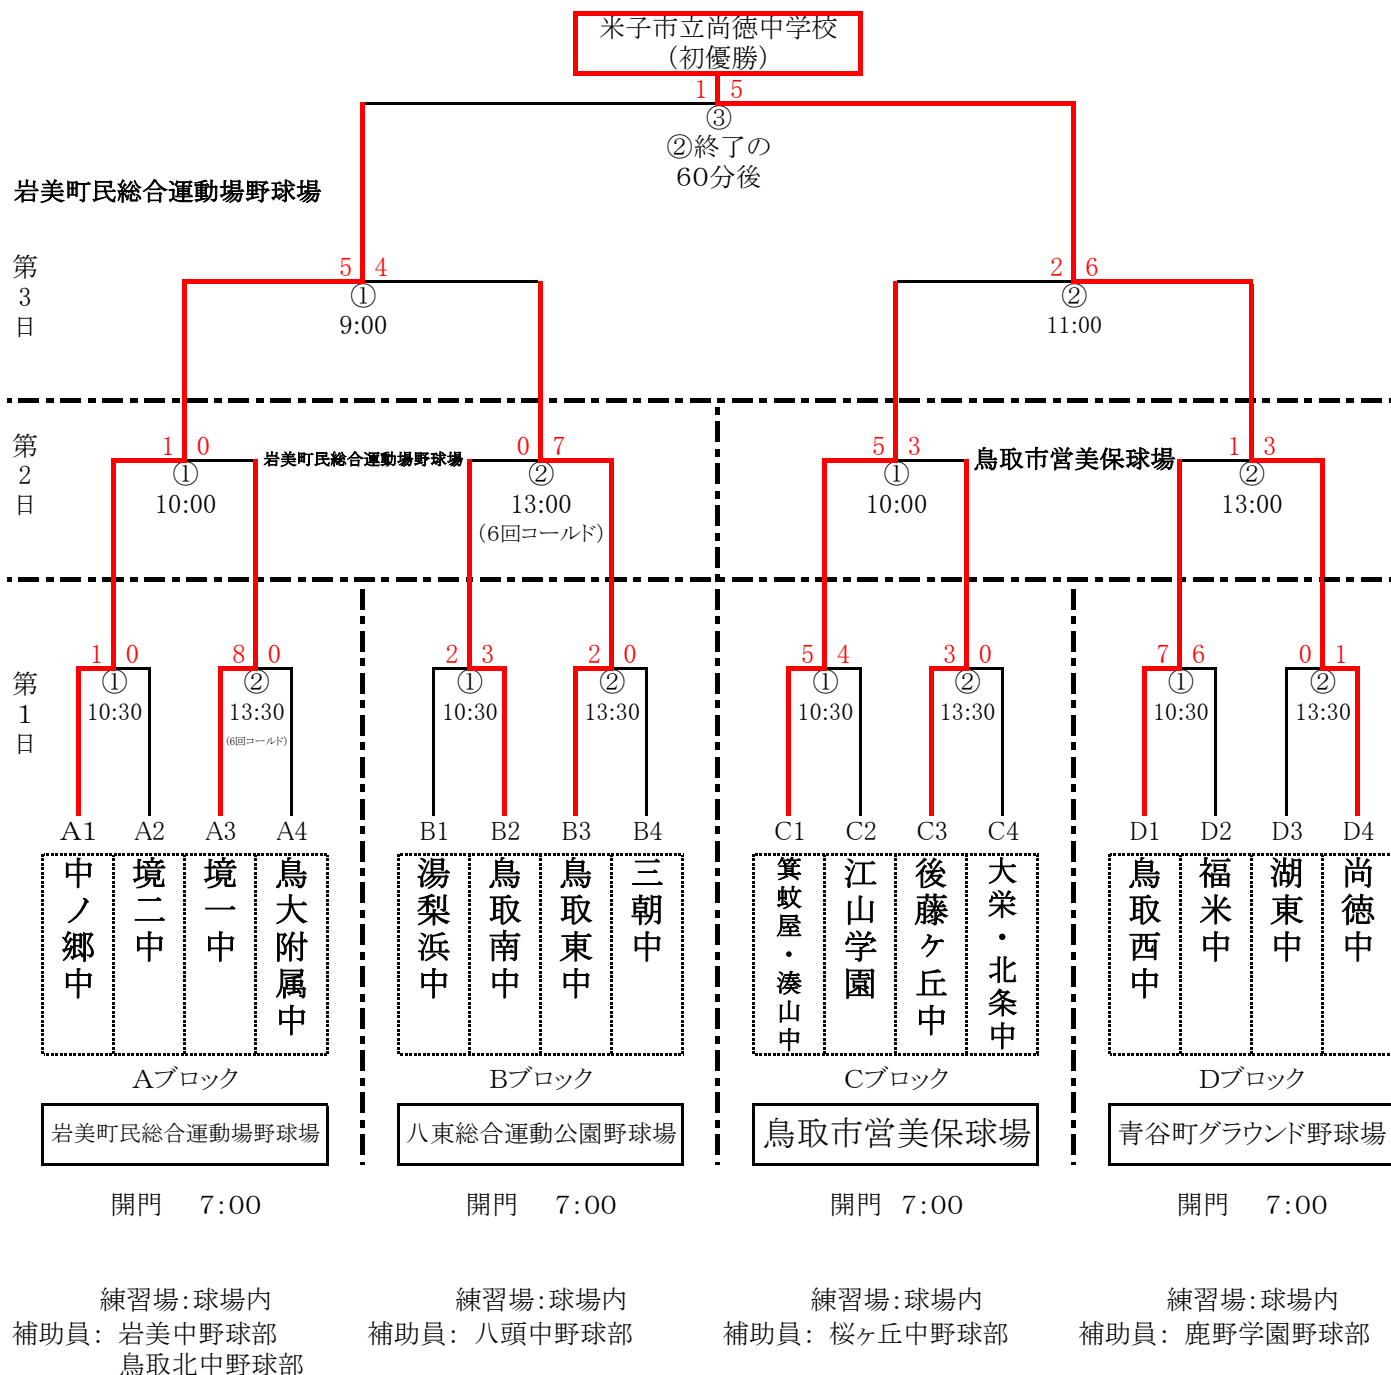 米子市立尚徳中学校
(初優勝)
1 5
③
②終了の
60分後
岩美町民総合運動場野球場
第3日
5 4
①
9:00
2 6
②
11:00
第2日
1 0
①
10:00
岩美町民総合運動場野球場
0 7
②
13:00
(6回コールド)
5 3
①
10:00
鳥取市営美保球場
1 3
②
13:00
第1日
1 0
①
10:30
8 0
②
13:30
(6回コールド)
2 3
①
10:30
2 0
②
13:30
5 4
①
10:30
3 0
②
13:30
7 6
①
10:30
0 1
②
13:30
A1 A2 A3 A4 B1 B2 B3 B4 C1 C2 C3 C4 D1 D2 D3 D4
中ノ郷中
境二中
境一中
鳥大附属中
湯梨浜中
鳥取南中
鳥取東中
三朝中
箕蚊屋・湊山中
江山学園
後藤ケ丘中
大栄・北条中
鳥取西中
福米中
湖東中
尚徳中
Aブロック Bブロック Cブロック Dブロック
岩美町民総合運動場野球場 八東総合運動公園野球場 鳥取市営美保球場 青谷町グラウンド野球場
開門 7:00 開門 7:00 開門 7:00 開門 7:00
練習場:球場内 練習場:球場内 練習場:球場内 練習場:球場内
補助員: 岩美中野球部 補助員: 八頭中野球部 補助員: 桜ヶ丘中野球部 補助員: 鹿野学園野球部
鳥取北中野球部